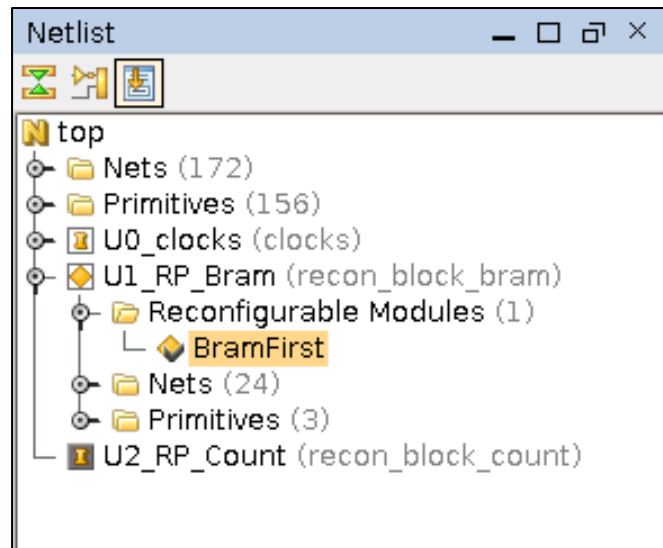 Netlist
top
Nets (172)
Primitives (156)
U0_clocks (clocks)
U1_RP_Bram (recon_block_bram)
Reconfigurable Modules (1)
BramFirst
Nets (24)
Primitives (3)
U2_RP_Count (recon_block_count)